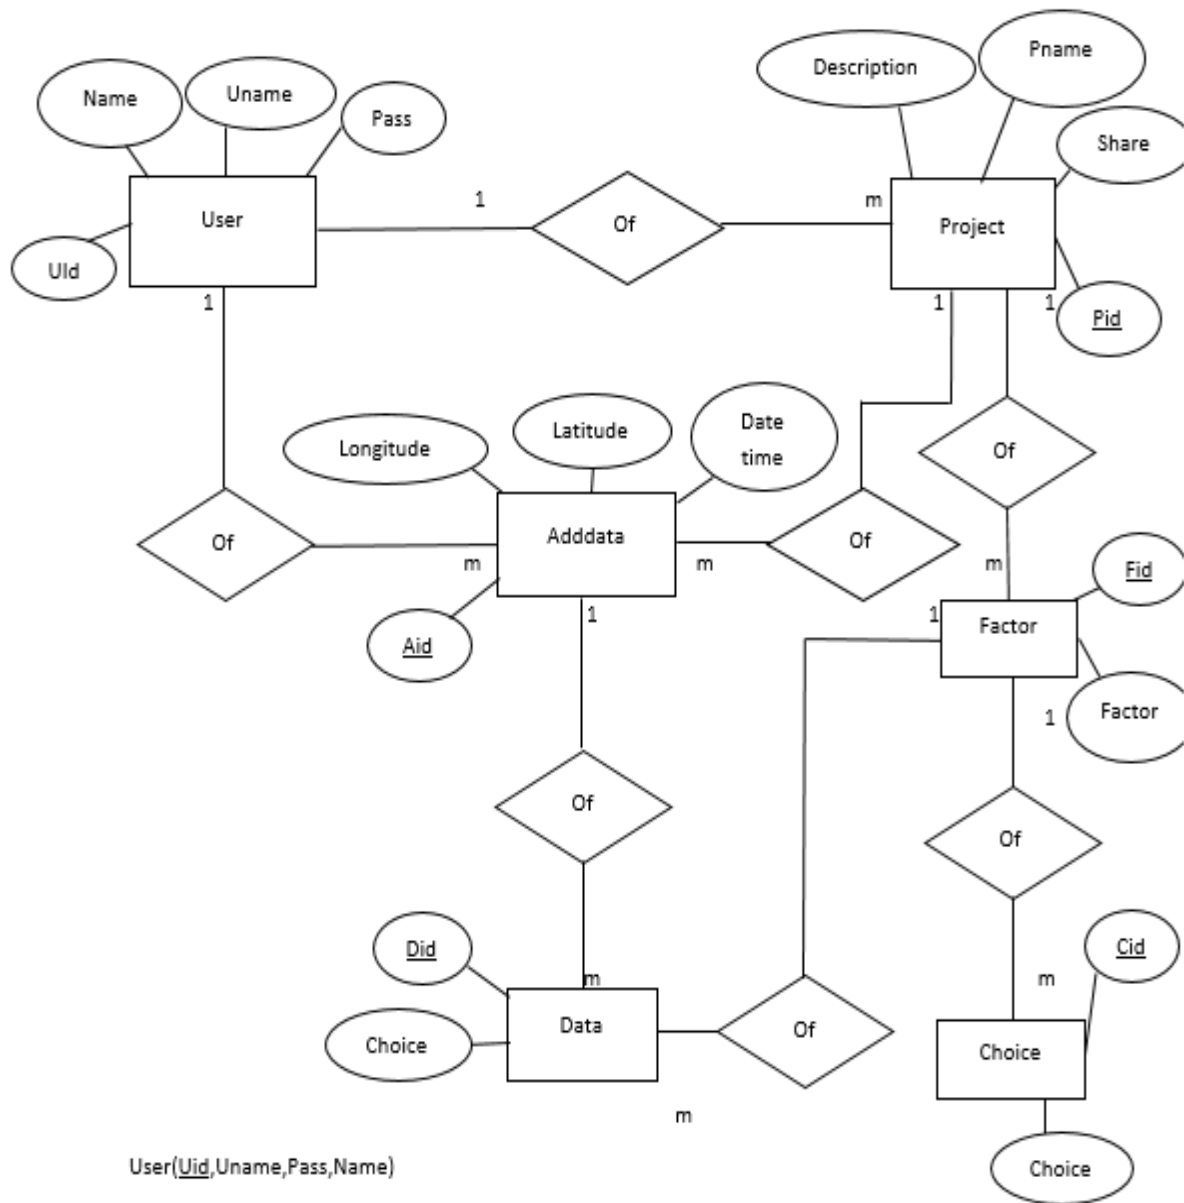 Description
Pname
Name
Uname
Pass
Share
User
1
Of
m
Project
UId
1
1
1
Pid
Longitude
Latitude
Date
time
Of
Of
Adddata
Of
m
m
m
Fid
Aid
1
1
Factor
1
Factor
Of
Of
Did
Cid
m
m
Data
Of
Choice
Choice
m
User(Uid,Uname,Pass,Name)
Choice